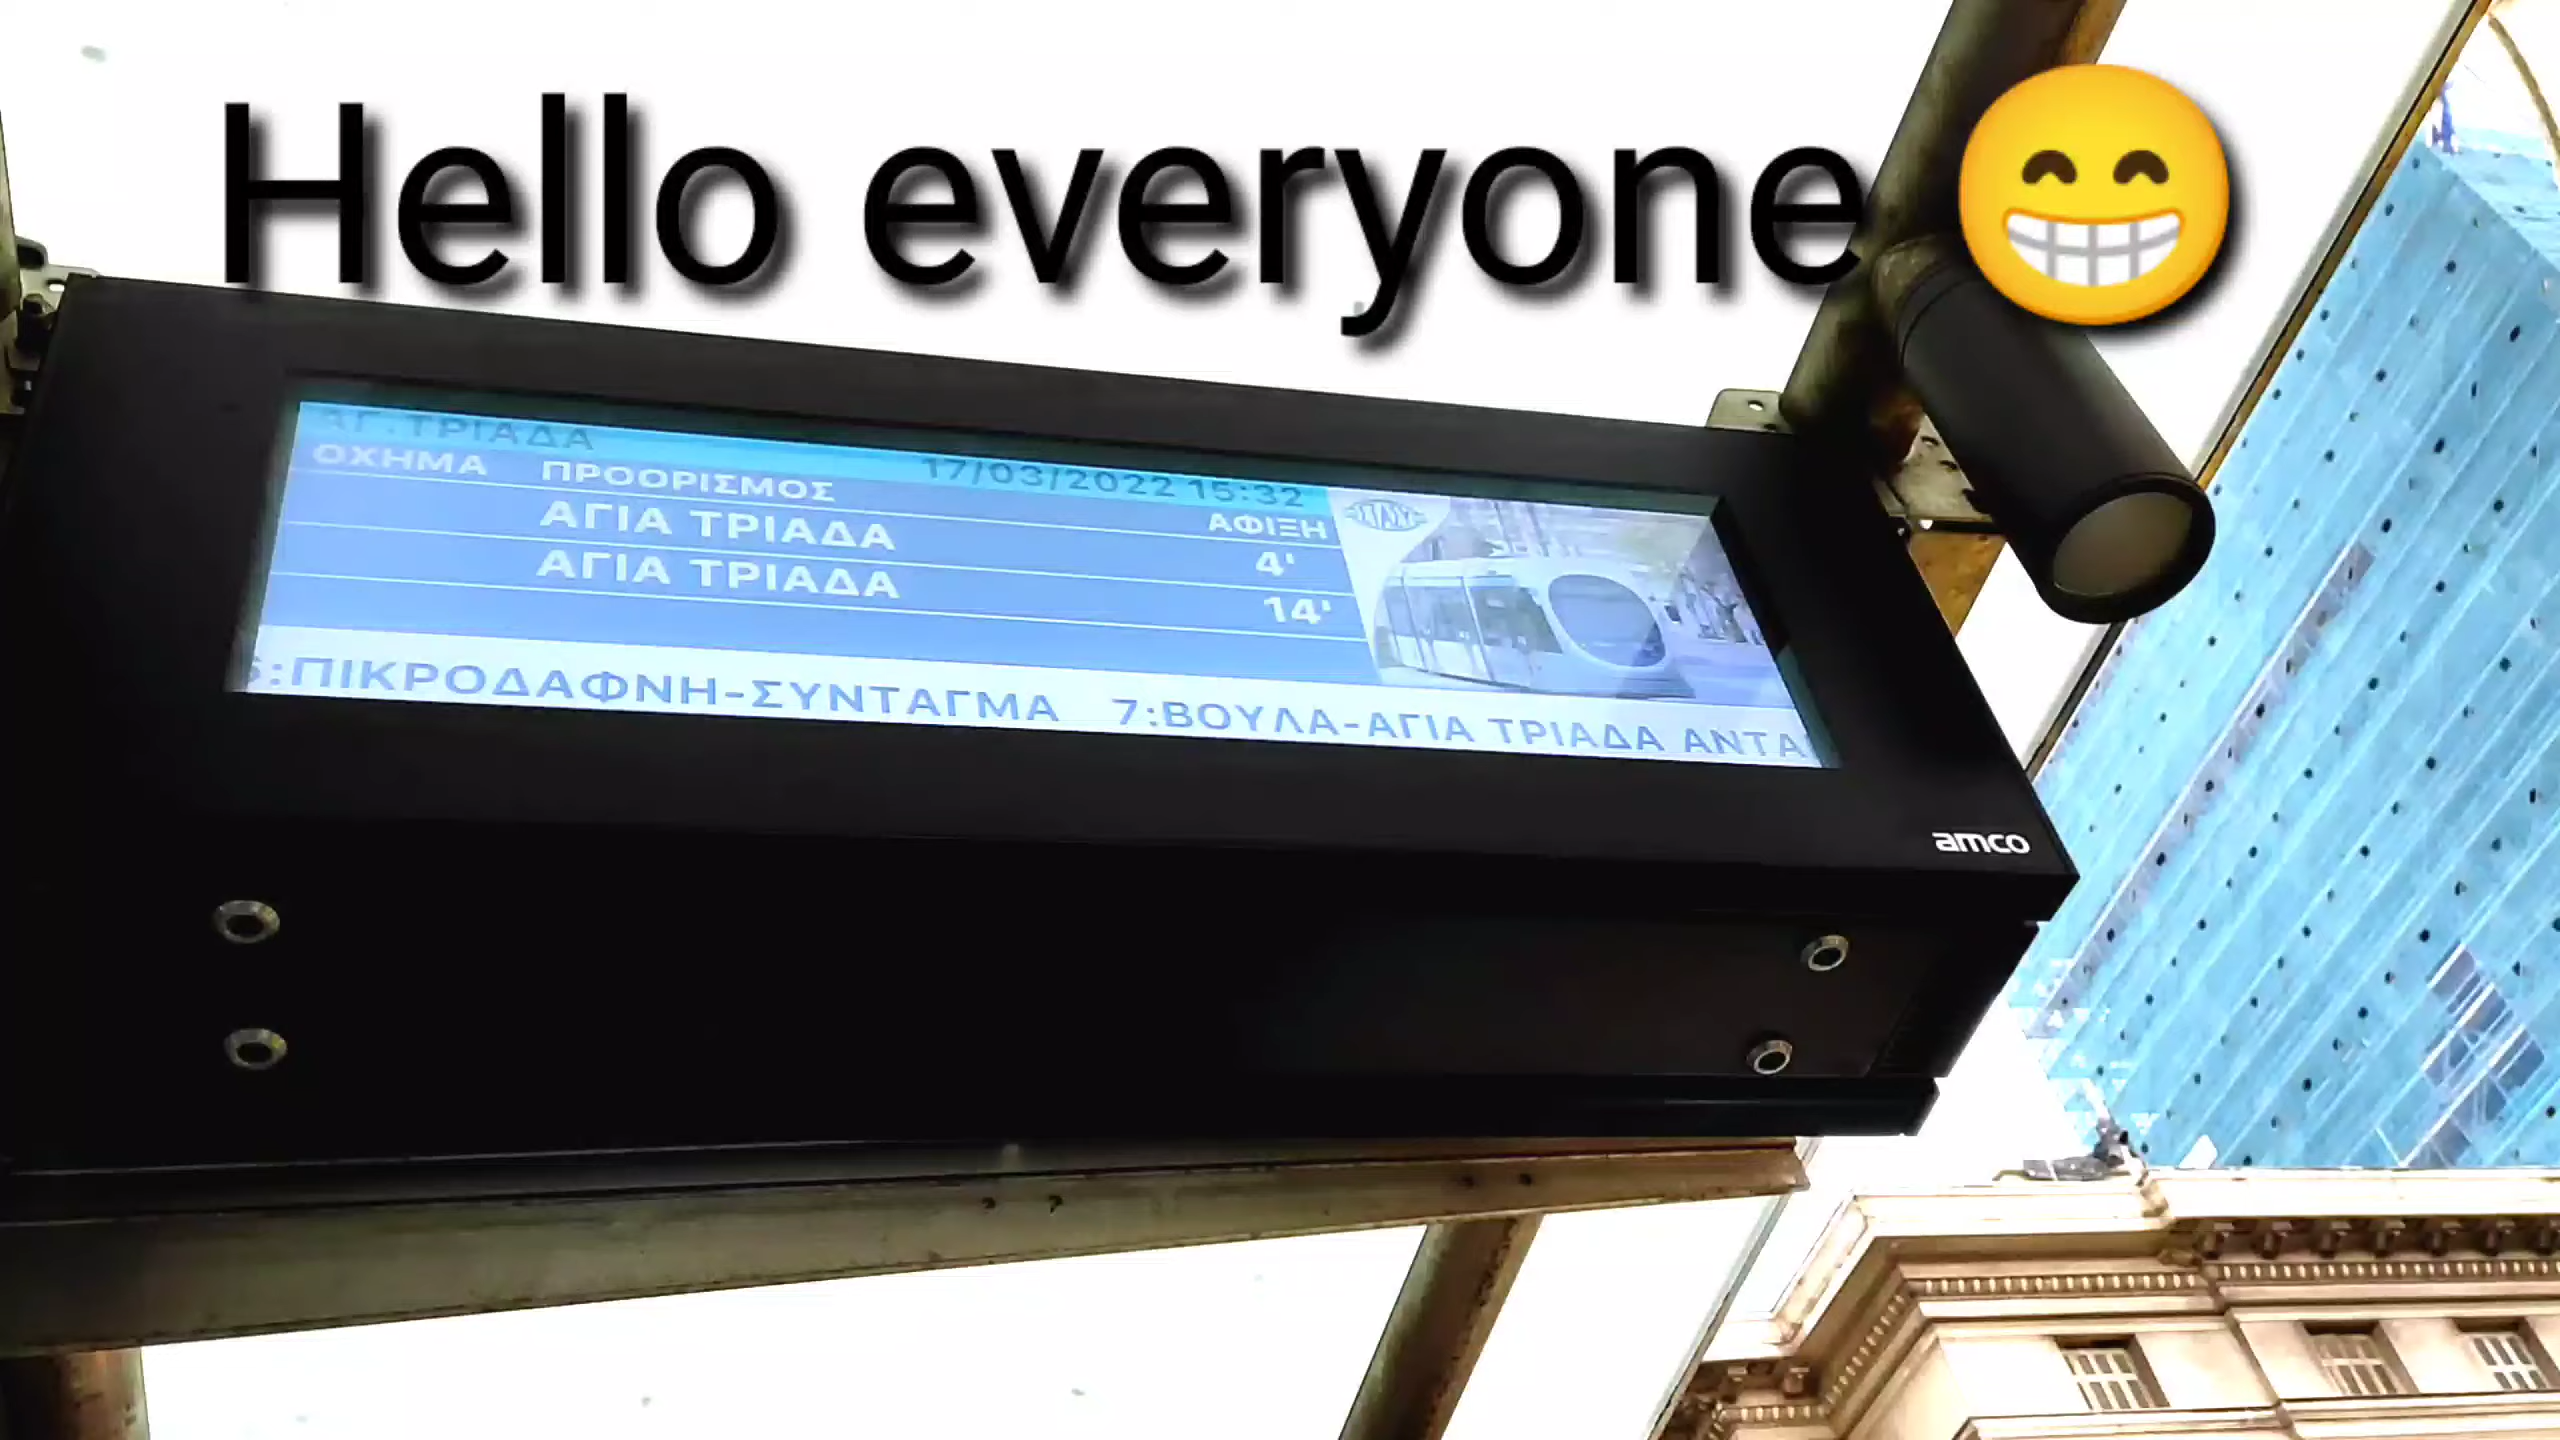 Hello everyone 😁
ΑΓ.ΤΡΙΑΔΑ 17/03/2022 15:32
ΟΧΗΜΑ ΠΡΟΟΡΙΣΜΟΣ ΑΦΙΞΗ
ΑΓΙΑ ΤΡΙΑΔΑ 4'
ΑΓΙΑ ΤΡΙΑΔΑ 14'
:ΠΙΚΡΟΔΑΦΝΗ-ΣΥΝΤΑΓΜΑ 7:ΒΟΥΛΑ-ΑΓΙΑ ΤΡΙΑΔΑ ΑΝΤΑ
amco